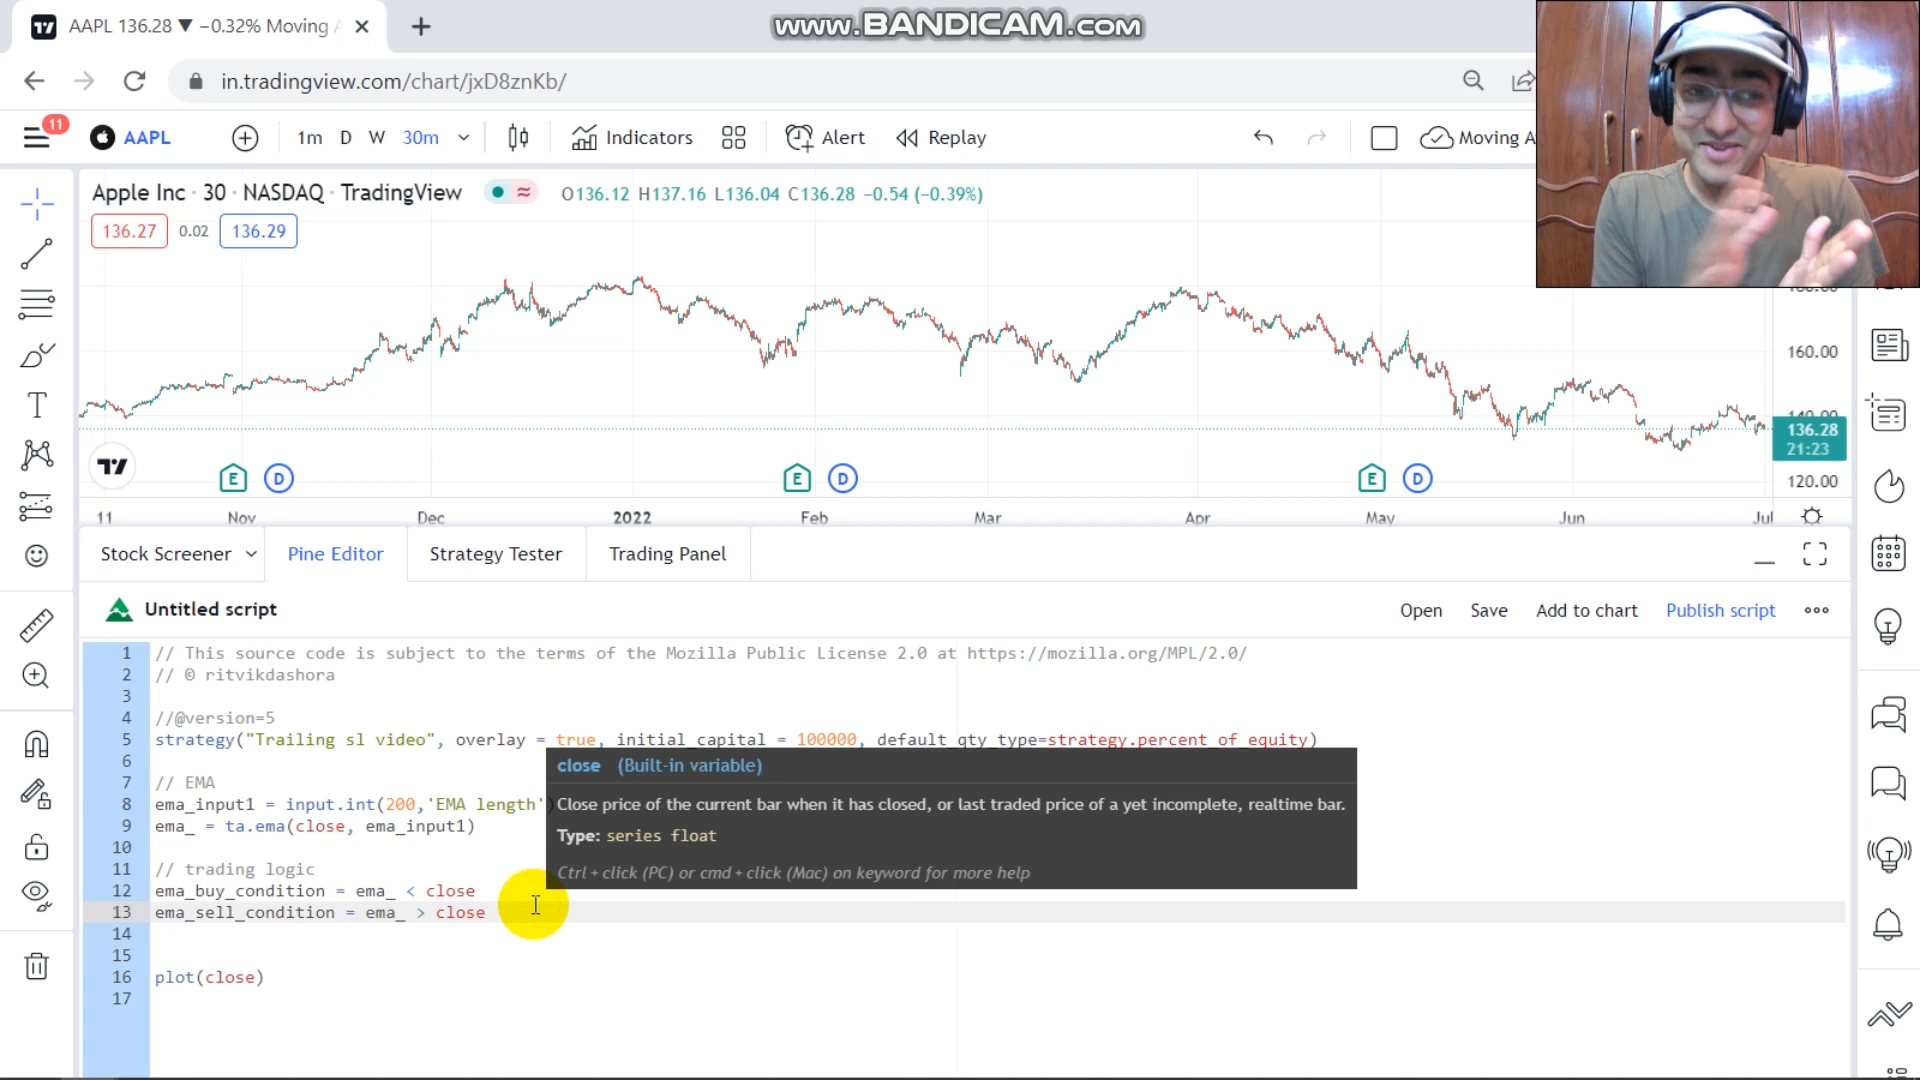 AAPL 136.28 ▼ −0.32% Moving
www.BANDICAM.com
in.tradingview.com/chart/jxD8znKb/
11
AAPL
1m D W 30m
Indicators
Alert
Replay
Moving A
Apple Inc · 30 · NASDAQ · TradingView
O136.12 H137.16 L136.04 C136.28 −0.54 (−0.39%)
136.27 0.02 136.29
160.00
140.00
136.28
21:23
120.00
E D E D E D
11 Nov Dec 2022 Feb Mar Apr May Jun Jul
Stock Screener Pine Editor Strategy Tester Trading Panel
Untitled script
Open Save Add to chart Publish script
1 // This source code is subject to the terms of the Mozilla Public License 2.0 at https://mozilla.org/MPL/2.0/
2 // © ritvikdashora
3
4 //@version=5
5 strategy("Trailing sl video", overlay = true, initial_capital = 100000, default_qty_type=strategy.percent_of_equity)
6
7 // EMA
8 ema_input1 = input.int(200,'EMA length'
9 ema_ = ta.ema(close, ema_input1)
10
11 // trading logic
12 ema_buy_condition = ema_ < close
13 ema_sell_condition = ema_ > close
14
15
16 plot(close)
17
close (Built-in variable)
Close price of the current bar when it has closed, or last traded price of a yet incomplete, realtime bar.
Type: series float
Ctrl + click (PC) or cmd + click (Mac) on keyword for more help